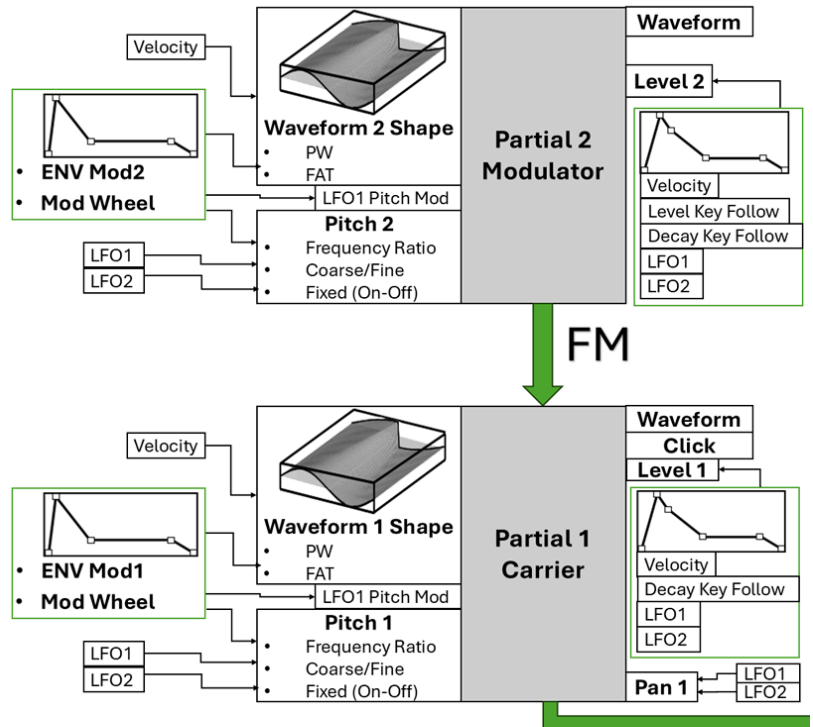 Waveform
Velocity
Level 2
Waveform 2 Shape
• PW
• FAT
• ENV Mod2
• Mod Wheel
Partial 2
Modulator
Velocity
LFO1 Pitch Mod
Level Key Follow
Pitch 2
• Frequency Ratio
• Coarse/Fine
• Fixed (On-Off)
LFO1
LFO2
Decay Key Follow
LFO1
LFO2
FM
Waveform
Click
Level 1
Velocity
Waveform 1 Shape
• PW
• FAT
• ENV Mod1
• Mod Wheel
Partial 1
Carrier
Velocity
LFO1 Pitch Mod
Decay Key Follow
Pitch 1
• Frequency Ratio
• Coarse/Fine
• Fixed (On-Off)
LFO1
LFO2
LFO1
LFO2
Pan 1
LFO1
LFO2